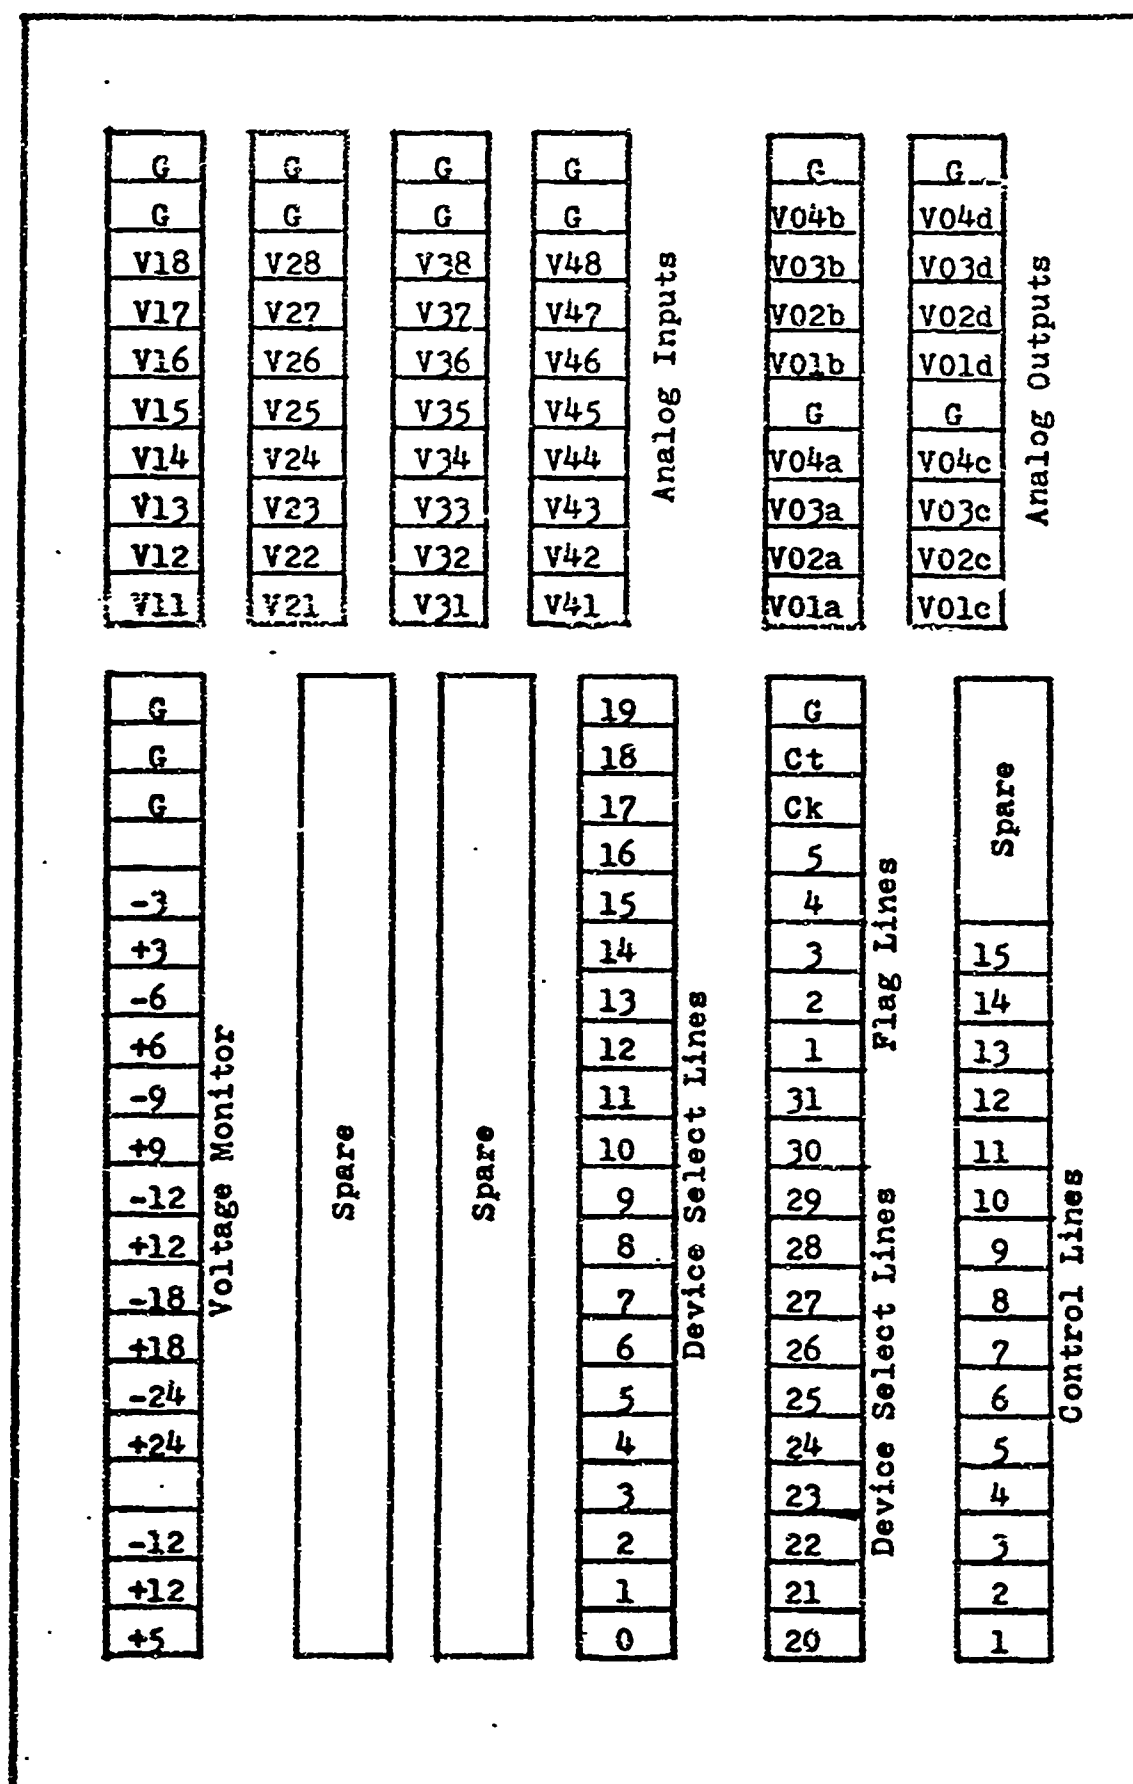 G G G G G G
G G G G V04b V04d
V18 V28 V38 V48 V03b V03d
V17 V27 V37 V47 V02b V02d
V16 V26 V36 V46 V01b V01d
V15 V25 V35 V45 G G
V14 V24 V34 V44 V04a V04c
V13 V23 V33 V43 V03a V03c
V12 V22 V32 V42 V02a V02c
V11 V21 V31 V41 V01a V01c
Analog Inputs
Analog Outputs
G 19 G
G 18 Ct
G 17 Ck
16 5
-3 15 4
+3 14 3 15
-6 13 2 14
+6 12 1 13
-9 11 31 12
+9 10 30 11
-12 9 29 10
+12 8 28 9
-18 7 27 8
+18 6 26 7
-24 5 25 6
+24 4 24 5
3 23 4
-12 2 22 3
+12 1 21 2
+5 0 20 1
Voltage Monitor
Spare
Spare
Device Select Lines
Flag Lines
Device Select Lines
Spare
Control Lines